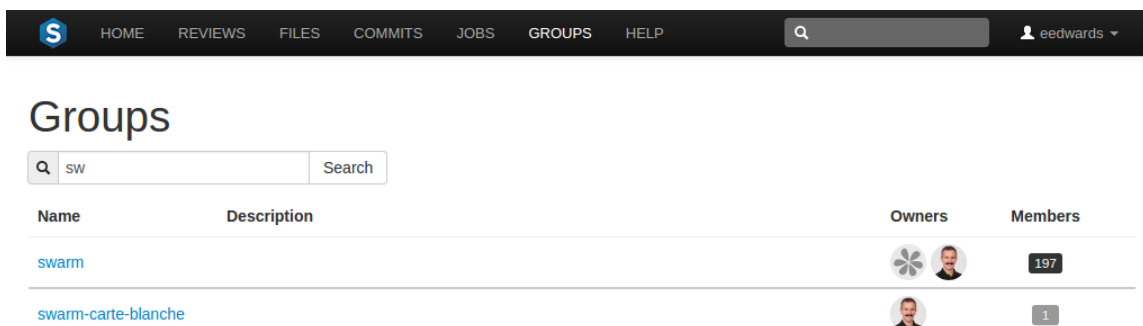 S HOME REVIEWS FILES COMMITS JOBS GROUPS HELP eedwards
Groups
sw Search
Name Description Owners Members
swarm 197
swarm-carte-blanche 1